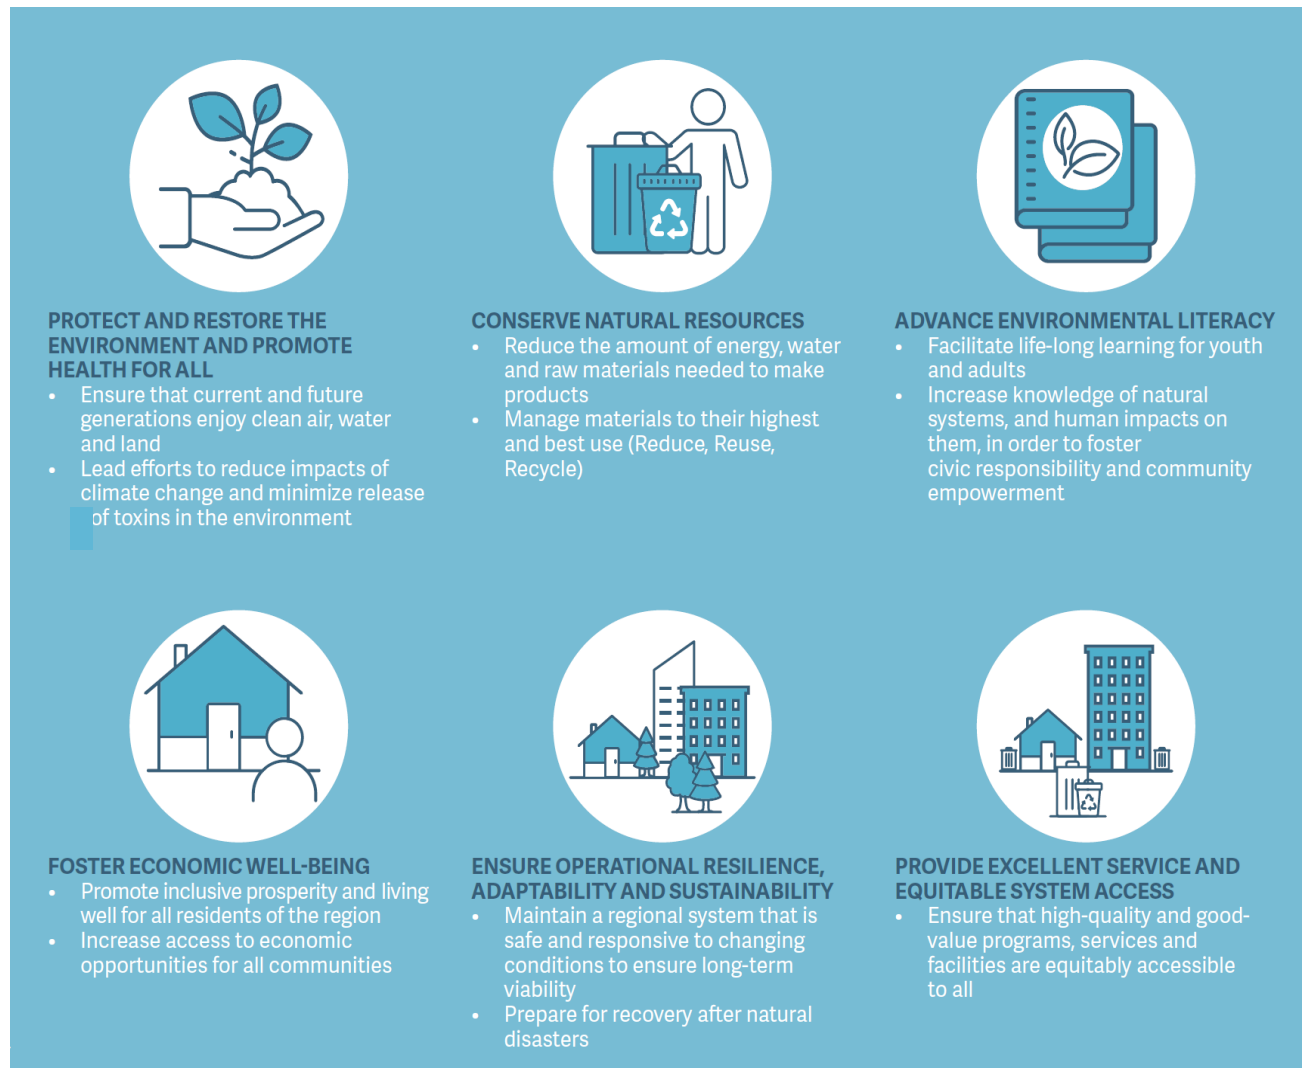 PROTECT AND RESTORE THE
ENVIRONMENT AND PROMOTE
HEALTH FOR ALL
• Ensure that current and future
generations enjoy clean air, water
and land
• Lead efforts to reduce impacts of
climate change and minimize release
of toxins in the environment
CONSERVE NATURAL RESOURCES
• Reduce the amount of energy, water
and raw materials needed to make
products
• Manage materials to their highest
and best use (Reduce, Reuse,
Recycle)
ADVANCE ENVIRONMENTAL LITERACY
• Facilitate life-long learning for youth
and adults
• Increase knowledge of natural
systems, and human impacts on
them, in order to foster
civic responsibility and community
empowerment
FOSTER ECONOMIC WELL-BEING
• Promote inclusive prosperity and living
well for all residents of the region
• Increase access to economic
opportunities for all communities
ENSURE OPERATIONAL RESILIENCE,
ADAPTABILITY AND SUSTAINABILITY
• Maintain a regional system that is
safe and responsive to changing
conditions to ensure long-term
viability
• Prepare for recovery after natural
disasters
PROVIDE EXCELLENT SERVICE AND
EQUITABLE SYSTEM ACCESS
• Ensure that high-quality and good-
value programs, services and
facilities are equitably accessible
to all